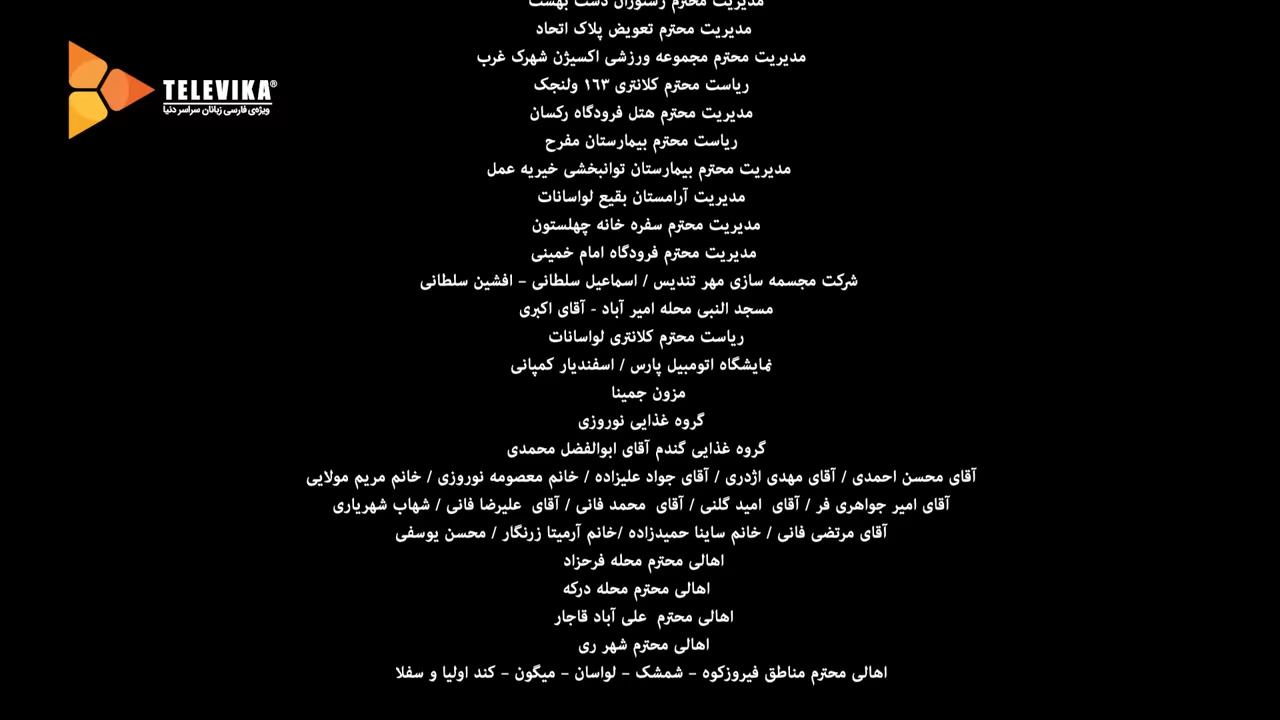 مدیریت محترم رستوران دشت بهشت
مدیریت محترم تعویض پلاک اتحاد
مدیریت محترم مجموعه ورزشی اکسیژن شهرک غرب
ریاست محترم کلانتری ۱۶۳ ولنجک
مدیریت محترم هتل فرودگاه رکسان
ریاست محترم بیمارستان مفرح
مدیریت محترم بیمارستان توانبخشی خیریه عمل
مدیریت آرامستان بقیع لواسانات
مدیریت محترم سفره خانه چهلستون
مدیریت محترم فرودگاه امام خمینی
شرکت مجسمه سازی مهر تندیس / اسماعیل سلطانی – افشین سلطانی
مسجد النبی محله امیر آباد - آقای اکبری
ریاست محترم کلانتری لواسانات
نمایشگاه اتومبیل پارس / اسفندیار کمپانی
مزون جمینا
گروه غذایی نوروزی
گروه غذایی گندم آقای ابوالفضل محمدی
آقای محسن احمدی / آقای مهدی اژدری / آقای جواد علیزاده / خانم معصومه نوروزی / خانم مریم مولایی
آقای امیر جواهری فر / آقای امید گلنی / آقای محمد فانی / آقای علیرضا فانی / شهاب شهریاری
آقای مرتضی فانی / خانم ساینا حمیدزاده /خانم آرمیتا زرنگار / محسن یوسفی
اهالی محترم محله فرحزاد
اهالی محترم محله درکه
اهالی محترم علی آباد قاجار
اهالی محترم شهر ری
اهالی محترم مناطق فیروزکوه – شمشک – لواسان – میگون – کند اولیا و سفلا
TELEVIKA®
ویژه‌ی فارسی زبانان سراسر دنیا